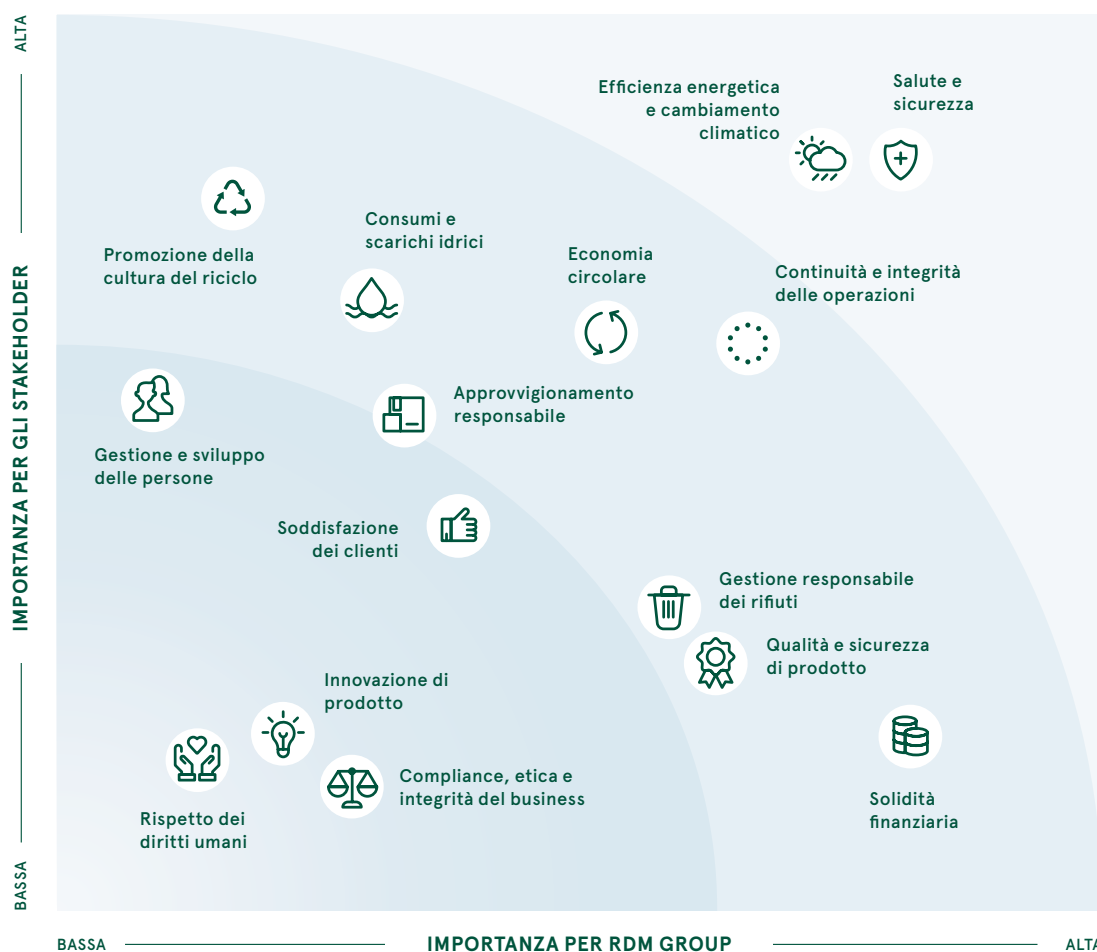 ALTA
Efficienza energetica
e cambiamento
climatico
Salute e
sicurezza
Consumi e
scarichi idrici
Promozione della
cultura del riciclo
Economia
circolare
Continuità e integrità
delle operazioni
IMPORTANZA PER GLI STAKEHOLDER
Approvvigionamento
responsabile
Gestione e sviluppo
delle persone
Soddisfazione
dei clienti
Gestione responsabile
dei rifiuti
Qualità e sicurezza
di prodotto
Innovazione di
prodotto
Compliance, etica e
integrità del business
Solidità
finanziaria
Rispetto dei
diritti umani
BASSA
BASSA
IMPORTANZA PER RDM GROUP
ALTA